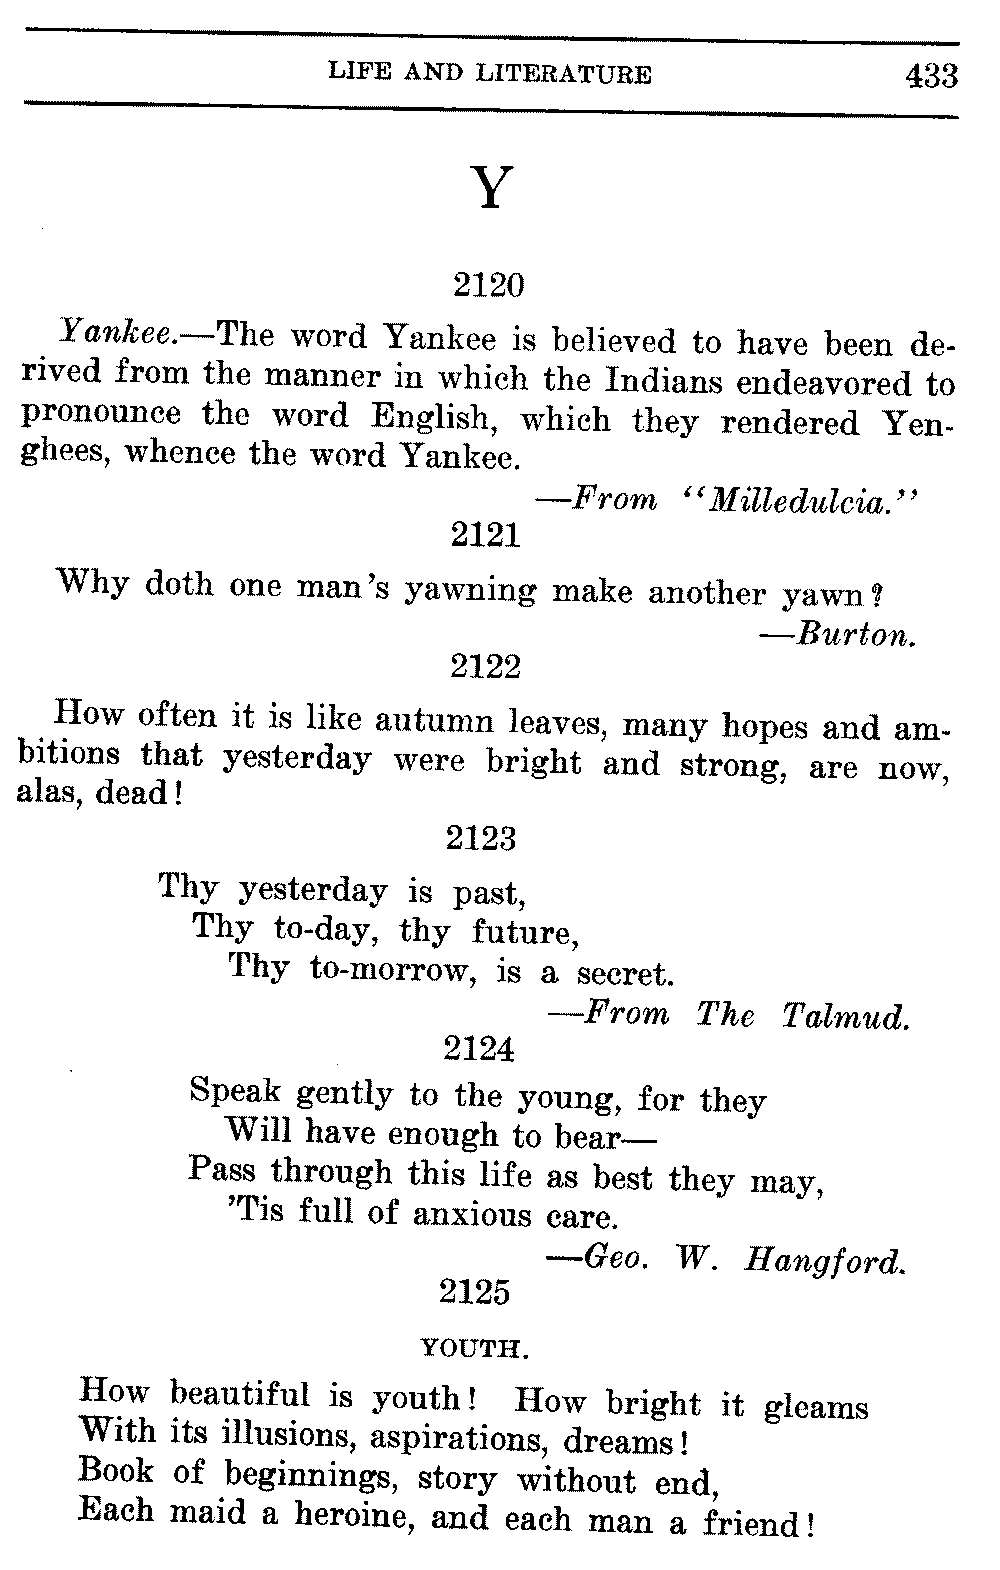 LIFE AND LITERATURE 433
Y
2120
Yankee.—The word Yankee is believed to have been de-
rived from the manner in which the Indians endeavored to
pronounce the word English, which they rendered Yen-
ghees, whence the word Yankee.
—From "Milledulcia."
2121
Why doth one man's yawning make another yawn?
—Burton.
2122
How often it is like autumn leaves, many hopes and am-
bitions that yesterday were bright and strong, are now,
alas, dead!
2123
Thy yesterday is past,
Thy to-day, thy future,
Thy to-morrow, is a secret.
—From The Talmud.
2124
Speak gently to the young, for they
Will have enough to bear—
Pass through this life as best they may,
'Tis full of anxious care.
—Geo. W. Hangford.
2125
YOUTH.
How beautiful is youth! How bright it gleams
With its illusions, aspirations, dreams!
Book of beginnings, story without end,
Each maid a heroine, and each man a friend!